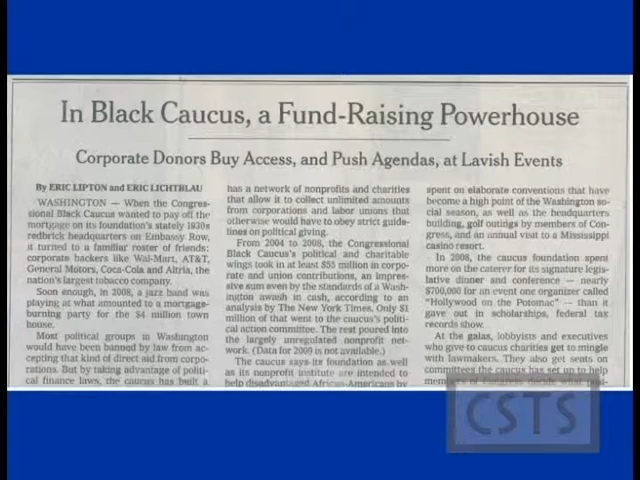 In Black Caucus, a Fund-Raising Powerhouse
Corporate Donors Buy Access, and Push Agendas, at Lavish Events
By ERIC LIPTON and ERIC LICHTBLAU
WASHINGTON — When the Congres-
sional Black Caucus wanted to pay off the
mortgage on its foundation's stately 1930s
redbrick headquarters on Embassy Row,
it turned to a familiar roster of friends:
corporate backers like Wal-Mart, AT&T,
General Motors, Coca-Cola and Altria, the
nation's largest tobacco company.
Soon enough, in 2008, a jazz band was
playing at what amounted to a mortgage-
burning party for the $4 million town
house.
Most political groups in Washington
would have been banned by law from ac-
cepting that kind of direct aid from corpo-
rations. But by taking advantage of politi-
cal finance laws, the caucus has built a
has a network of nonprofits and charities
that allow it to collect unlimited amounts
from corporations and labor unions that
otherwise would have to obey strict guide-
lines on political giving.
From 2004 to 2008, the Congressional
Black Caucus's political and charitable
wings took in at least $55 million in corpo-
rate and union contributions, an impres-
sive sum even by the standards of a Wash-
ington awash in cash, according to an
analysis by The New York Times. Only $1
million of that went to the caucus's politi-
cal action committee. The rest poured into
the largely unregulated nonprofit net-
work. (Data for 2009 is not available.)
The caucus says its foundation as well
as its nonprofit institute are intended to
help disadvantaged African-Americans by
spent on elaborate conventions that have
become a high point of the Washington so-
cial season, as well as the headquarters
building, golf outings by members of Con-
gress, and an annual visit to a Mississippi
casino resort.
In 2008, the caucus foundation spent
more on the caterer for its signature legis-
lative dinner and conference — nearly
$700,000 for an event one organizer called
"Hollywood on the Potomac" — than it
gave out in scholarships, federal tax
records show.
At the galas, lobbyists and executives
who give to caucus charities get to mingle
with lawmakers. They also get seats on
committees the caucus has set up to help
members of Congress decide what
CSTS